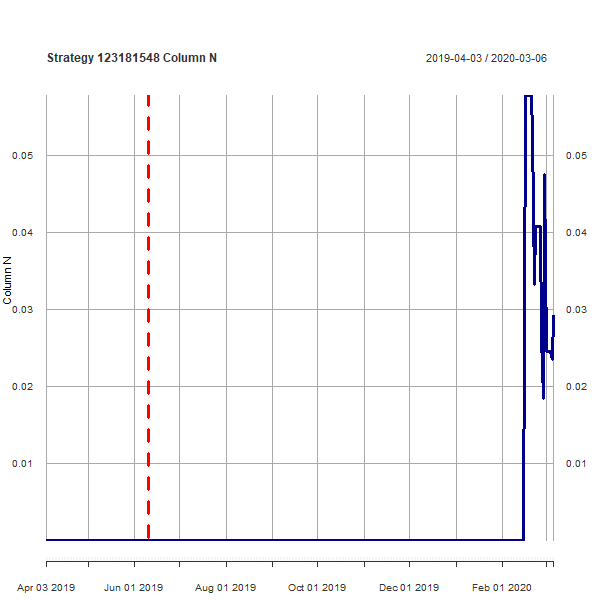 Strategy 123181548 Column N 2019-04-03 / 2020-03-06
0.05 0.05
0.04 0.04
Column N
0.03 0.03
0.02 0.02
0.01 0.01
Apr 03 2019 Jun 01 2019 Aug 01 2019 Oct 01 2019 Dec 01 2019 Feb 01 2020